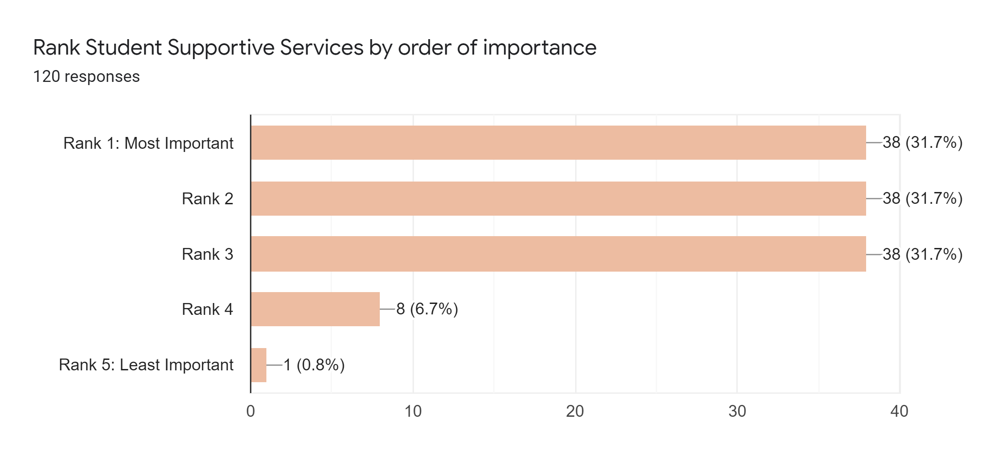 Rank Student Supportive Services by order of importance
120 responses
Rank 1: Most Important 38 (31.7%)
Rank 2 38 (31.7%)
Rank 3 38 (31.7%)
Rank 4 8 (6.7%)
Rank 5: Least Important 1 (0.8%)
0 10 20 30 40